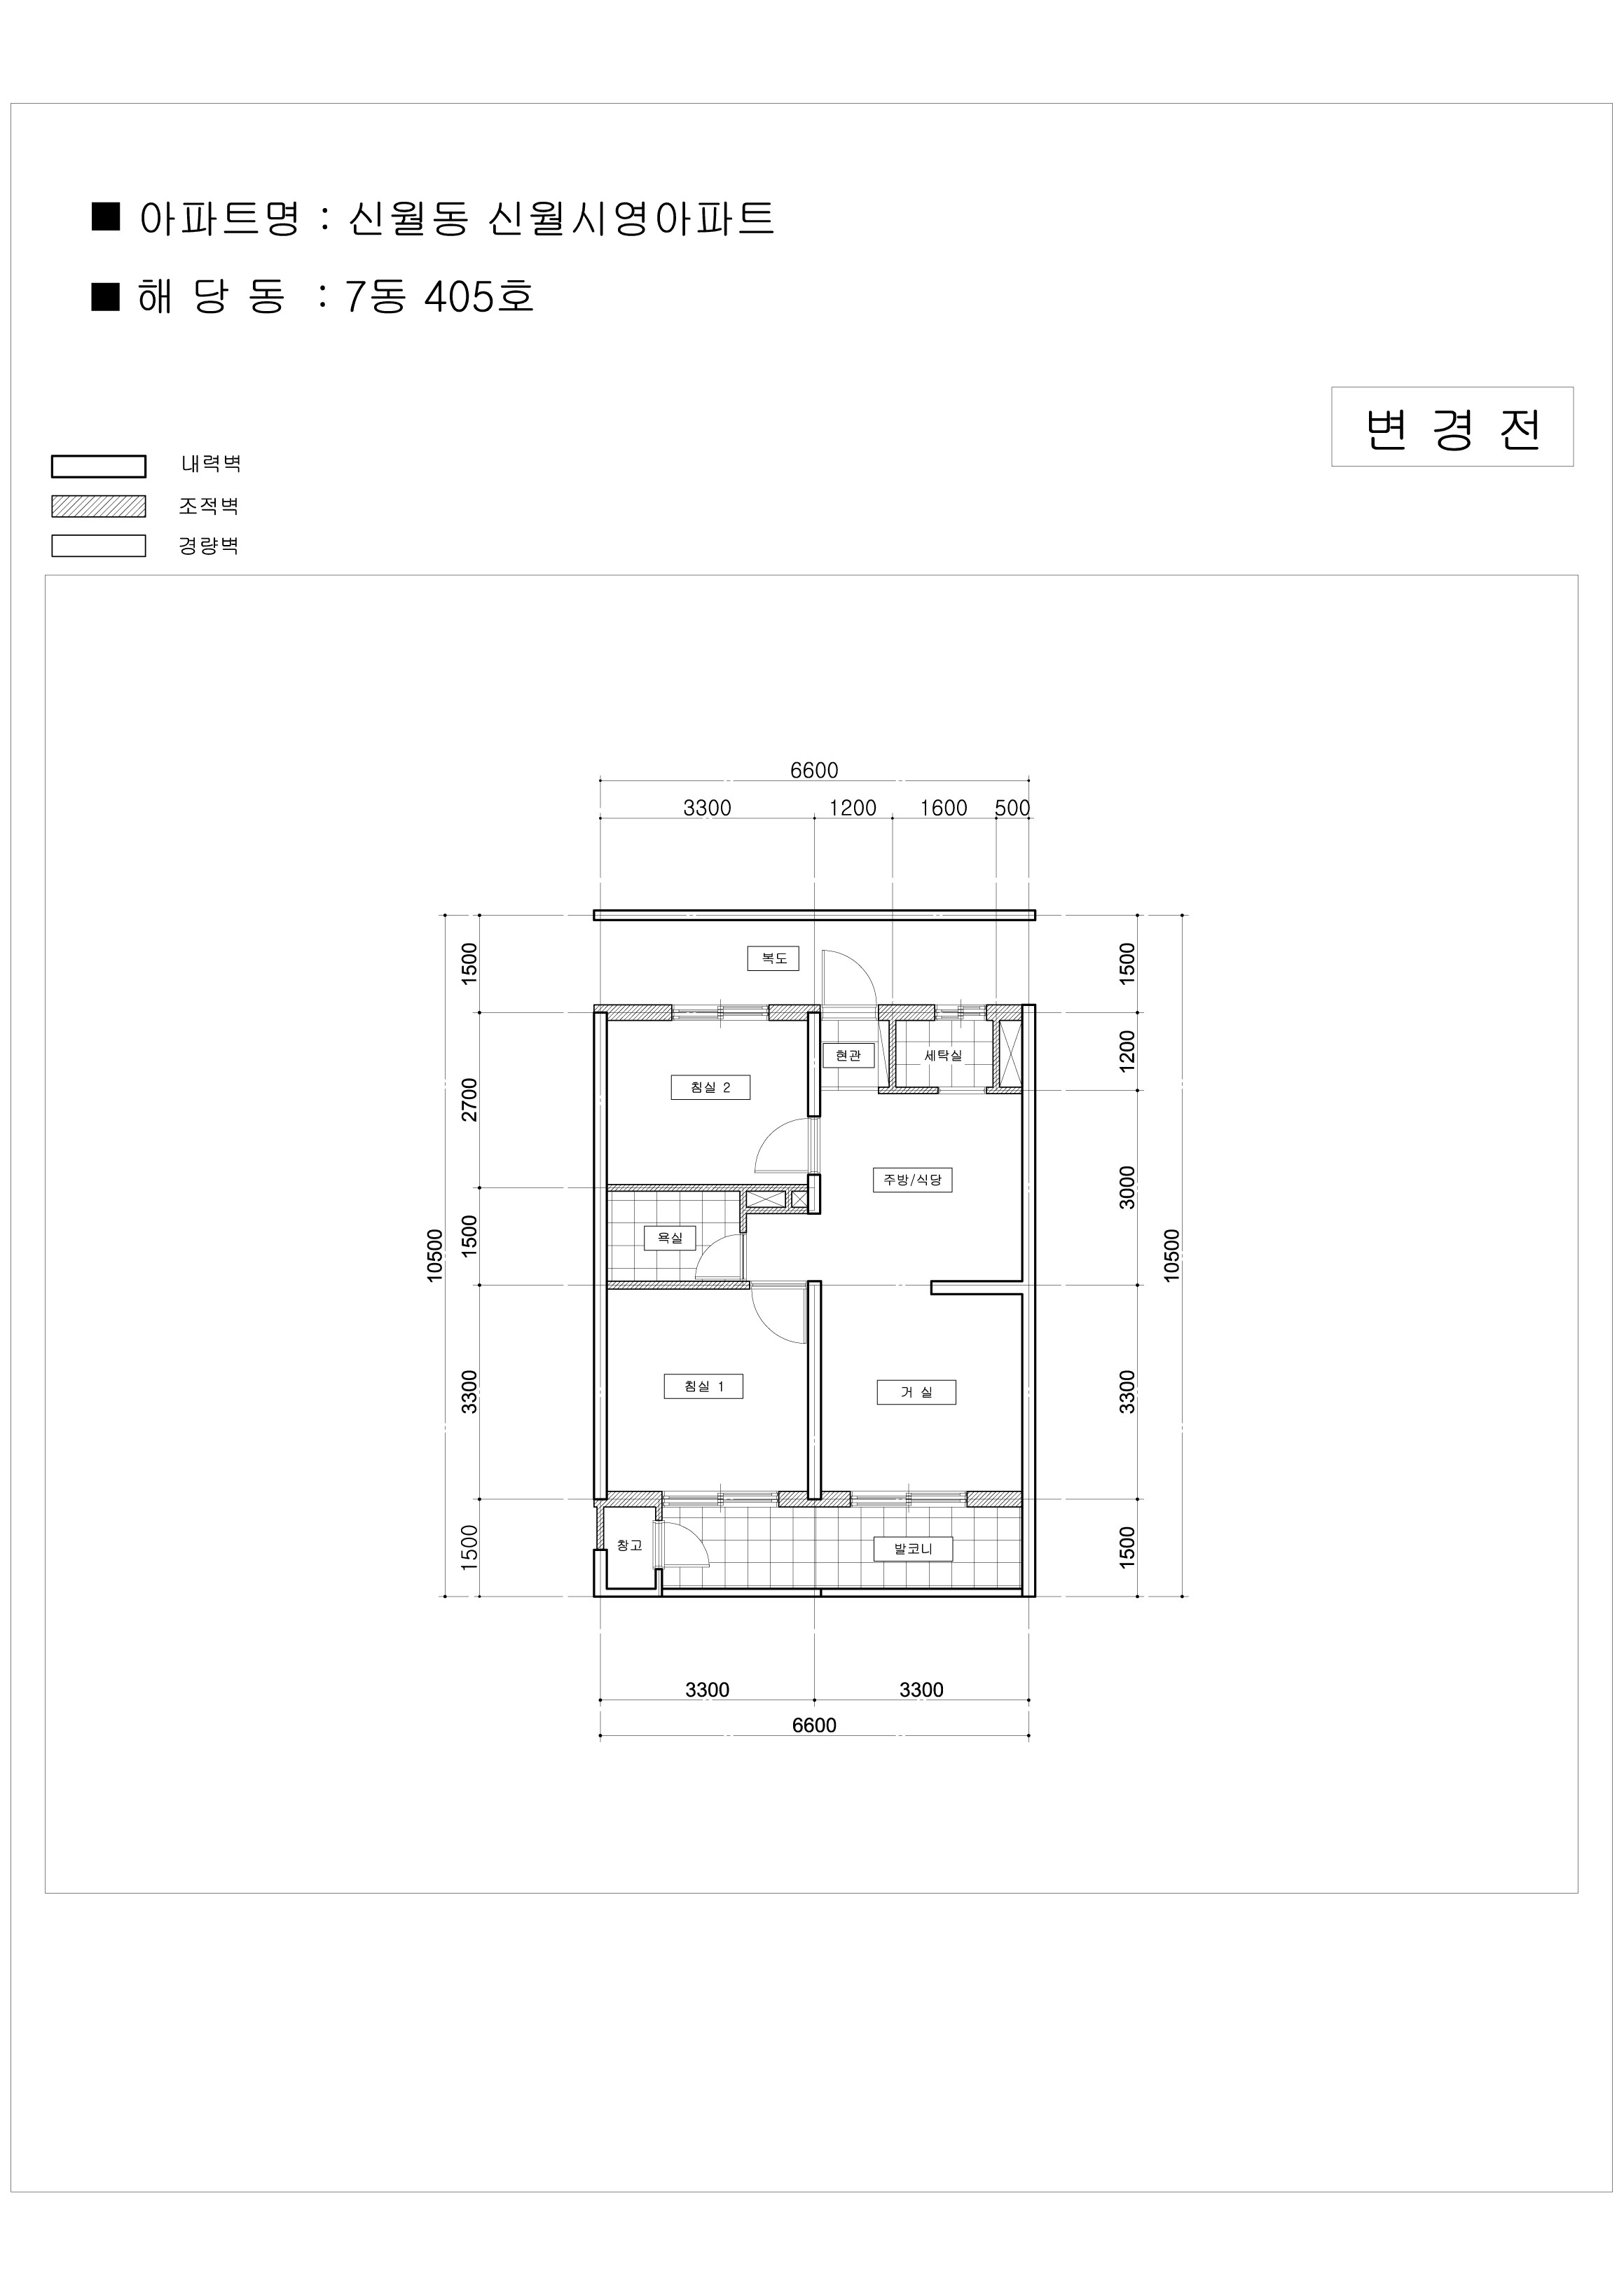 ■ 아파트명 : 신월동 신월시영아파트
■ 해 당 동 : 7동 405호
변 경 전
내력벽
조적벽
경량벽
6600
3300 1200 1600 500
1500 복도 1500
현관 세탁실 1200
2700 침실 2
주방/식당 3000
1500 욕실
10500 10500
3300 침실 1 거 실 3300
1500 창고 발코니 1500
3300 3300
6600